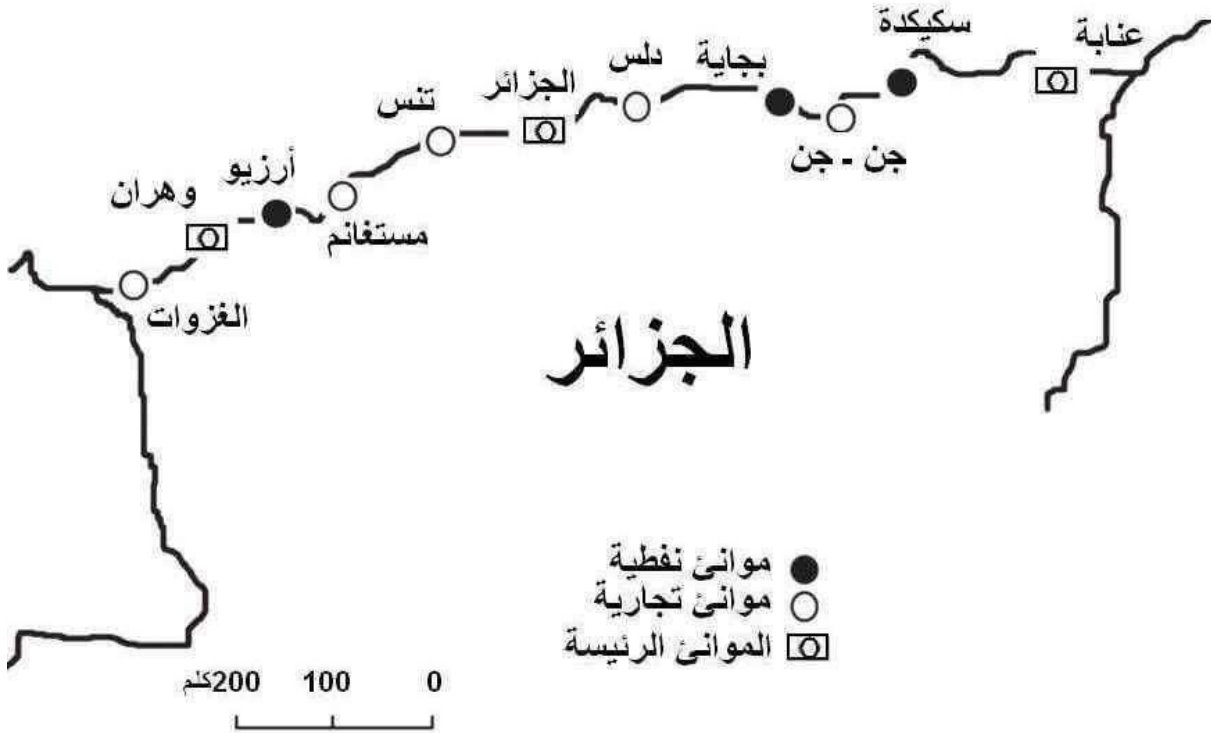 سكيكدة
عنابة
بجاية
دلس
الجزائر
تنس
جن - جن
أرزيو
وهران
مستغانم
الغزوات
الجزائر
موانئ نفطية
موانئ تجارية
الموانئ الرئيسة
0 100 200كلم